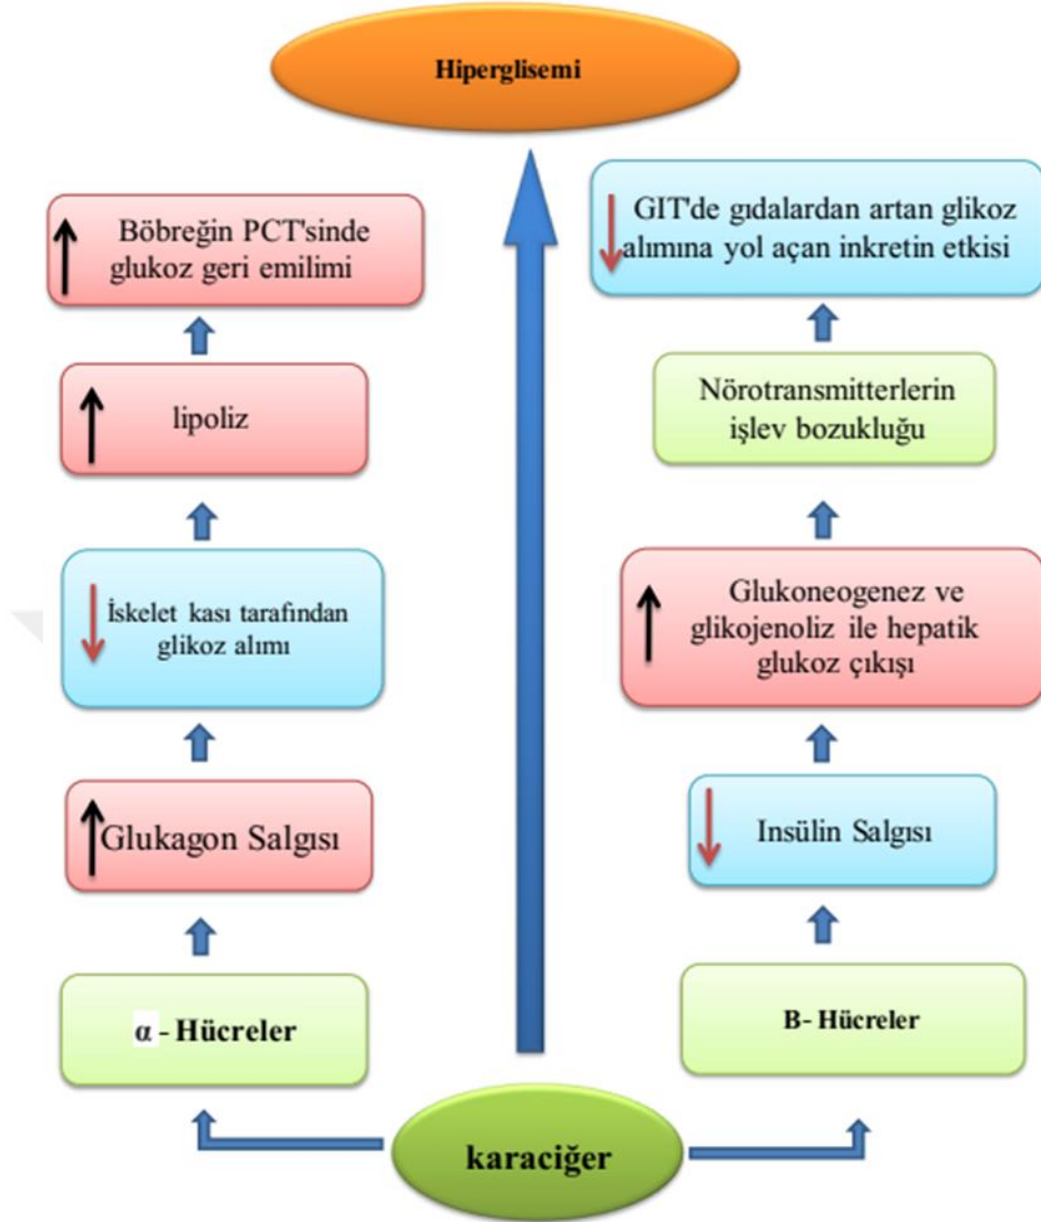 Hiperglisemi
Böbreğin PCT'sinde
glukoz geri emilimi
lipoliz
İskelet kası tarafından
glikoz alımı
Glukagon Salgısı
α - Hücreler
GIT'de gıdalardan artan glikoz
alımına yol açan inkretin etkisi
Nörotransmitterlerin
işlev bozukluğu
Glukoneogenez ve
glikojenoliz ile hepatik
glukoz çıkışı
Insülin Salgısı
B- Hücreler
karaciğer